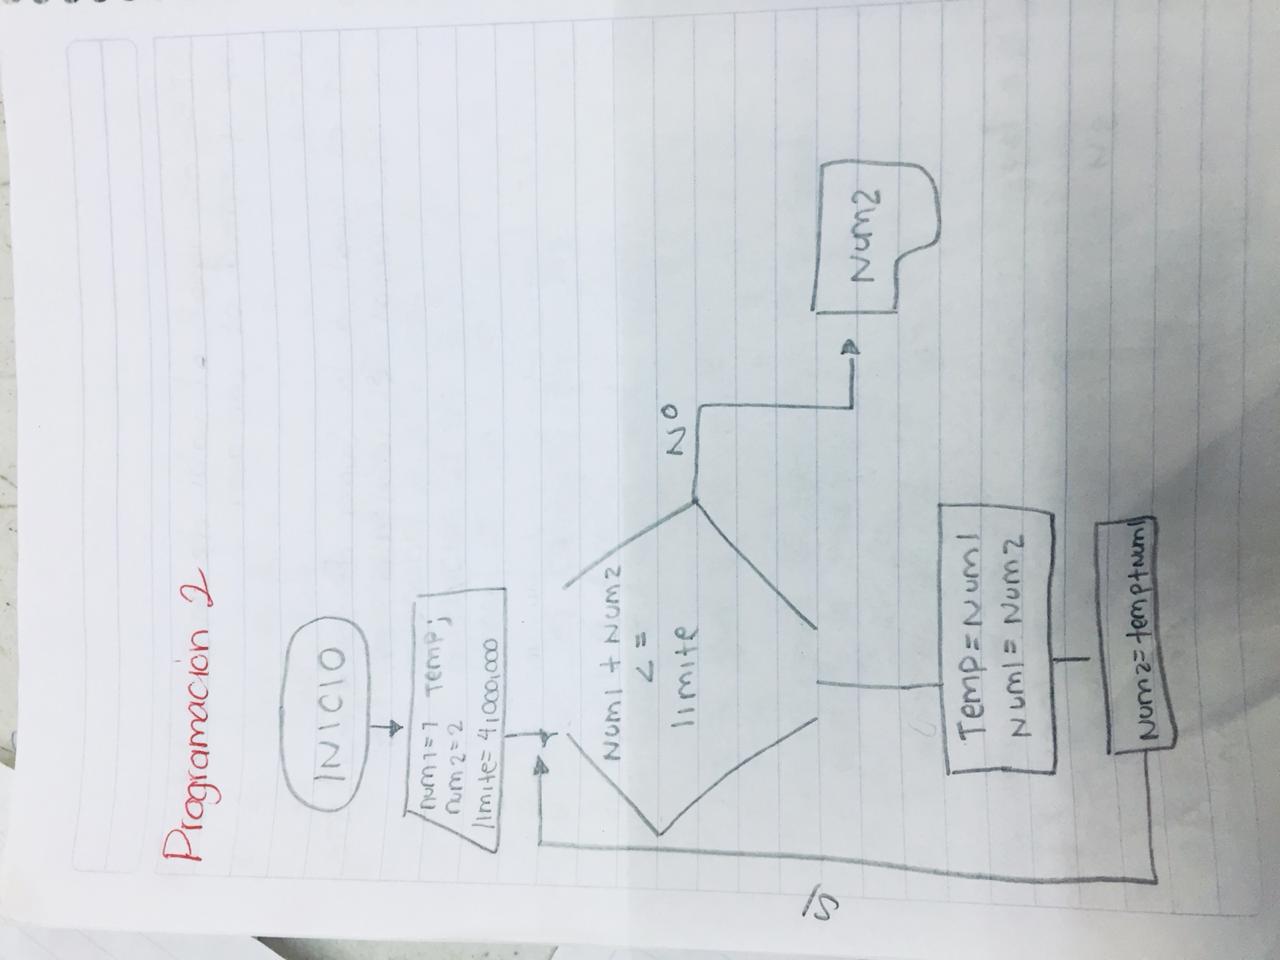 Programacion 2
INICIO
num1=1 Temp;
num2=2
limite=4,000,000
Num1 + Num2
<=
limite
NO
Num2
SI
Temp=Num1
Num1=Num2
Num2=temp+num1